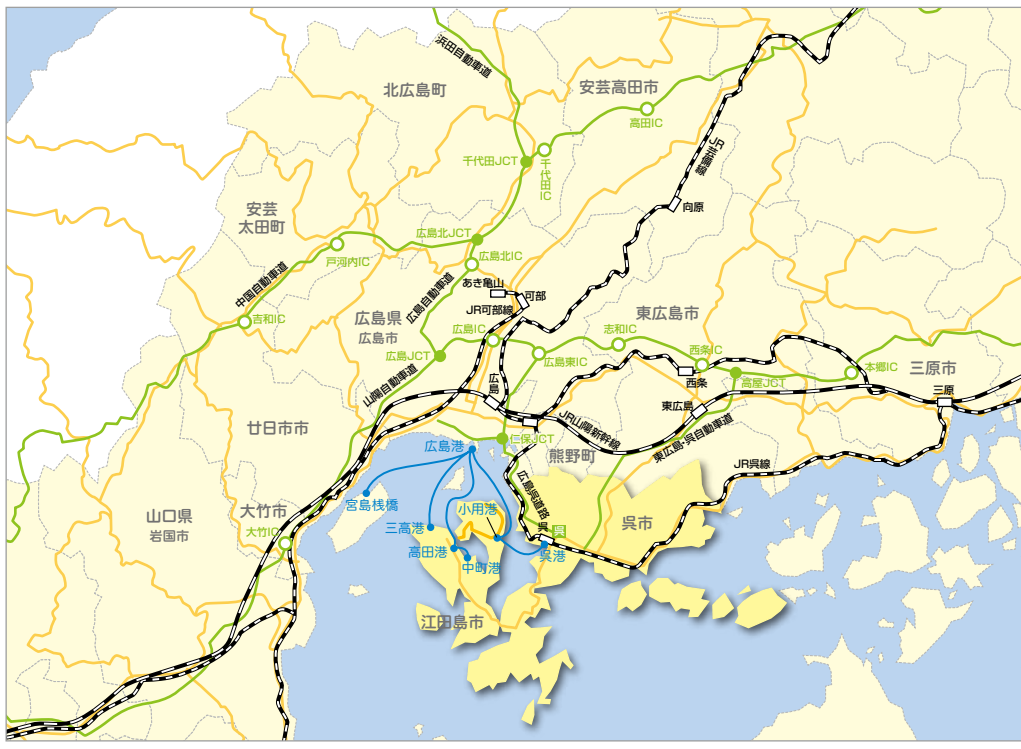 浜田自動車道
北広島町
安芸高田市
高田IC
千代田JCT
千代田IC
JR芸備線
向原
安芸
太田町
広島北JCT
戸河内IC
広島北IC
中国自動車道
あき亀山
可部
広島自動車道
JR可部線
吉和IC
広島県
広島市
東広島市
広島IC
志和IC
広島JCT
広島東IC
西条IC
西条
高屋JCT
本郷IC
三原市
三原
山陽自動車道
広島
東広島
廿日市市
JR山陽新幹線
東広島・呉自動車道
仁保JCT
熊野町
広島港
JR呉線
宮島桟橋
広島呉道路
小用港
呉市
山口県
岩国市
大竹市
大竹IC
三高港
呉
呉
高田港
呉港
中町港
江田島市